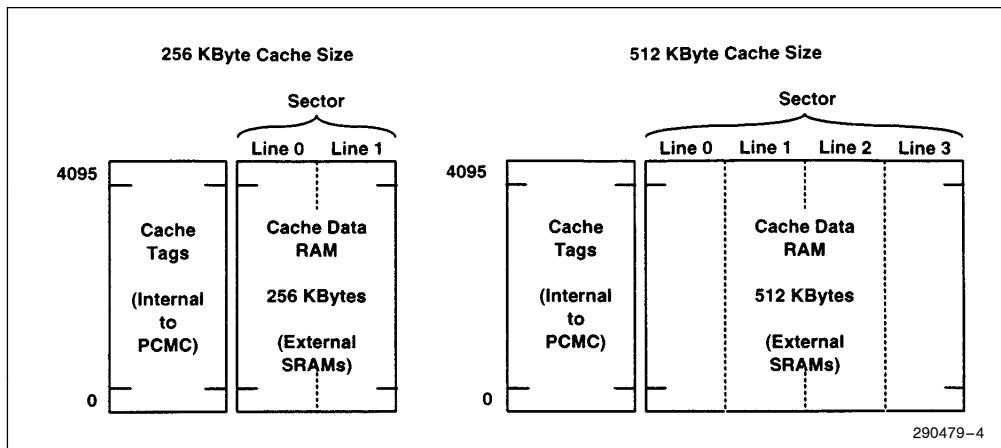 256 KByte Cache Size
Sector
Line 0 Line 1
4095
Cache
Tags
(Internal
to
PCMC)
Cache Data
RAM
256 KBytes
(External
SRAMs)
0
512 KByte Cache Size
Sector
Line 0 Line 1 Line 2 Line 3
4095
Cache
Tags
(Internal
to
PCMC)
Cache Data
RAM
512 KBytes
(External
SRAMs)
0
290479–4